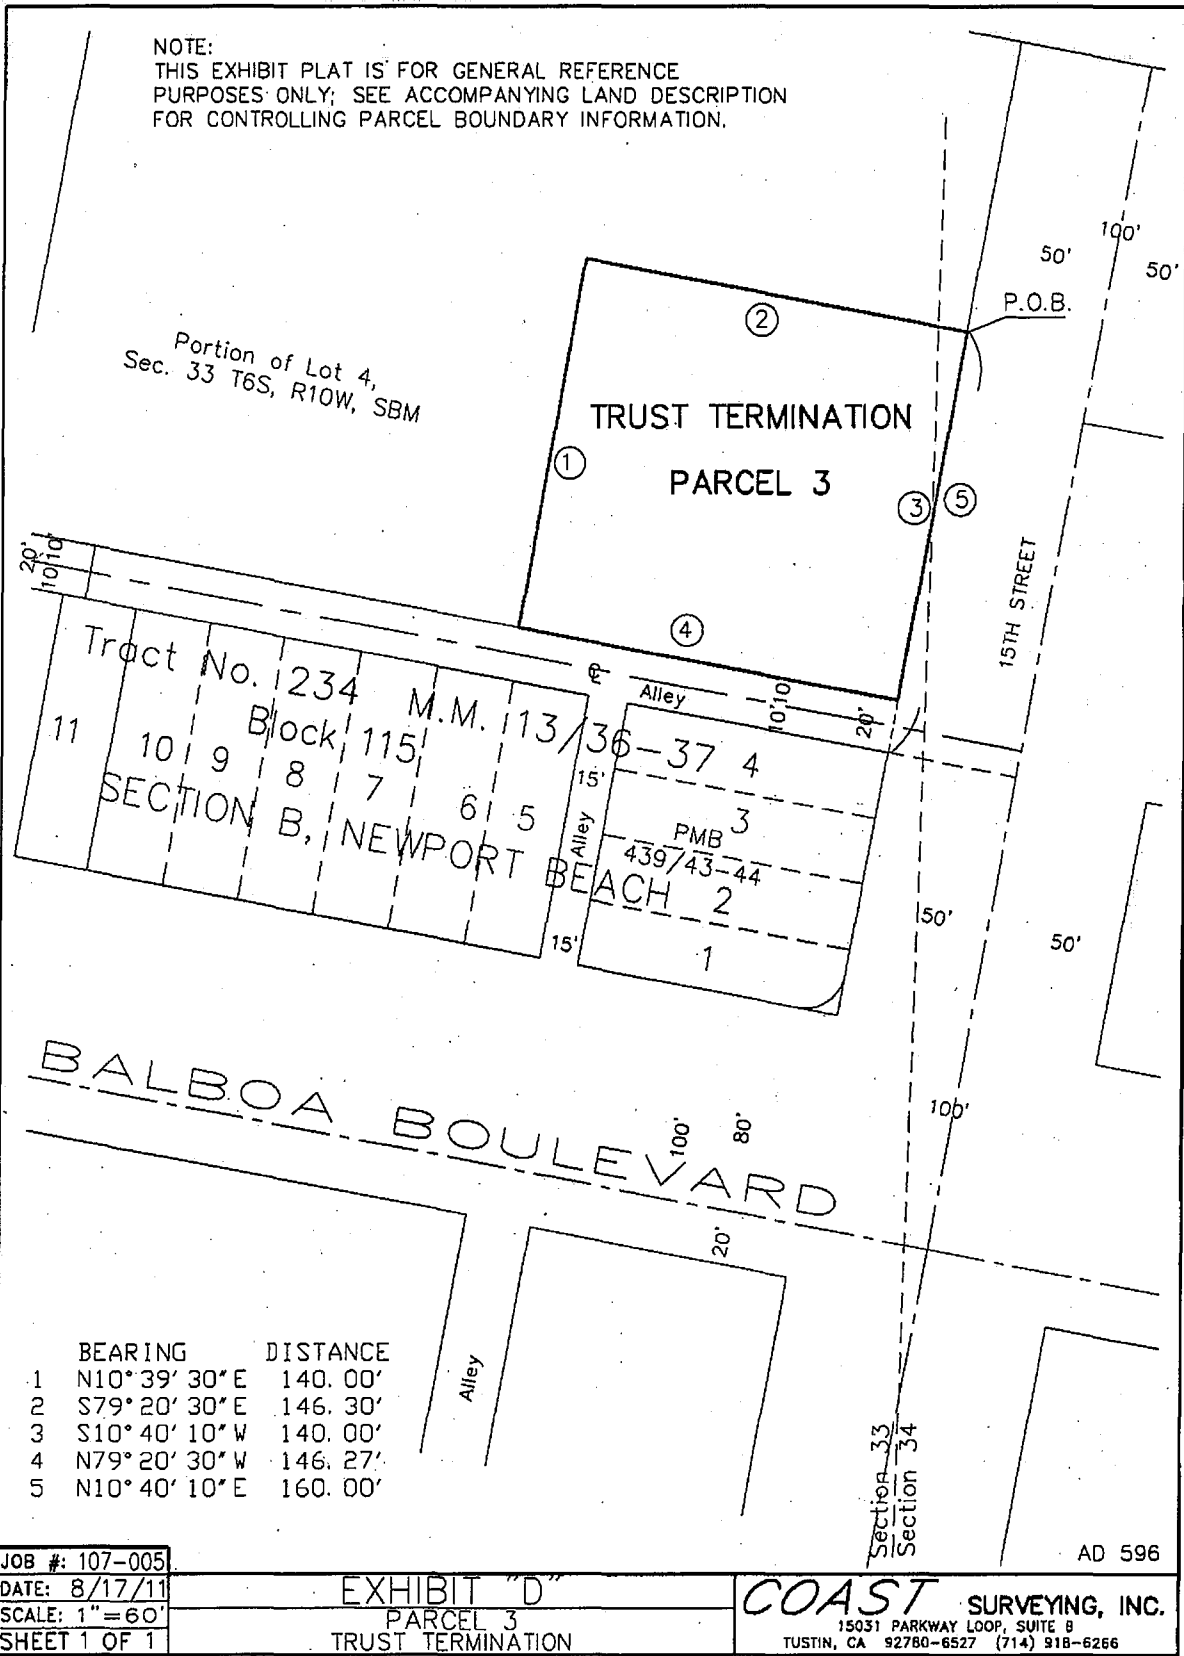 NOTE:
THIS EXHIBIT PLAT IS FOR GENERAL REFERENCE
PURPOSES ONLY; SEE ACCOMPANYING LAND DESCRIPTION
FOR CONTROLLING PARCEL BOUNDARY INFORMATION.
100'
50'
50'
P.O.B.
2
Portion of Lot 4,
Sec. 33 T6S, R10W, SBM
TRUST TERMINATION
PARCEL 3
1
3
5
15TH STREET
20'
10'
10'
4
℄
Alley
10'
10'
20'
Tract No. 234 M.M. 13/36-37
Block 115
SECTION B, NEWPORT BEACH
11
10
9
8
7
6
5
15'
Alley
15'
4
3
PMB
439/43-44
2
1
50'
50'
100'
BALBOA BOULEVARD
100'
80'
20'
Alley
Section 33
Section 34
BEARING DISTANCE
1 N10°39'30"E 140.00'
2 S79°20'30"E 146.30'
3 S10°40'10"W 140.00'
4 N79°20'30"W 146.27'
5 N10°40'10"E 160.00'
AD 596
JOB #: 107-005
DATE: 8/17/11
SCALE: 1"=60'
SHEET 1 OF 1
EXHIBIT "D"
PARCEL 3
TRUST TERMINATION
COAST SURVEYING, INC.
15031 PARKWAY LOOP, SUITE B
TUSTIN, CA 92780-6527 (714) 918-6266